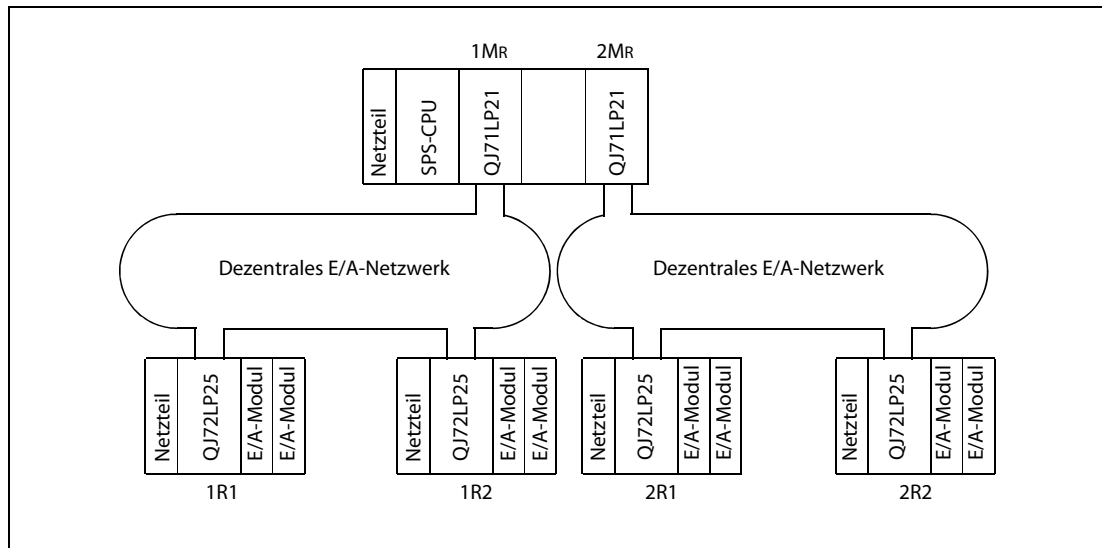 1MR 2MR
Netzteil SPS-CPU QJ71LP21 QJ71LP21
Dezentrales E/A-Netzwerk Dezentrales E/A-Netzwerk
Netzteil QJ72LP25 E/A-Modul E/A-Modul Netzteil QJ72LP25 E/A-Modul E/A-Modul Netzteil QJ72LP25 E/A-Modul E/A-Modul Netzteil QJ72LP25 E/A-Modul E/A-Modul
1R1 1R2 2R1 2R2